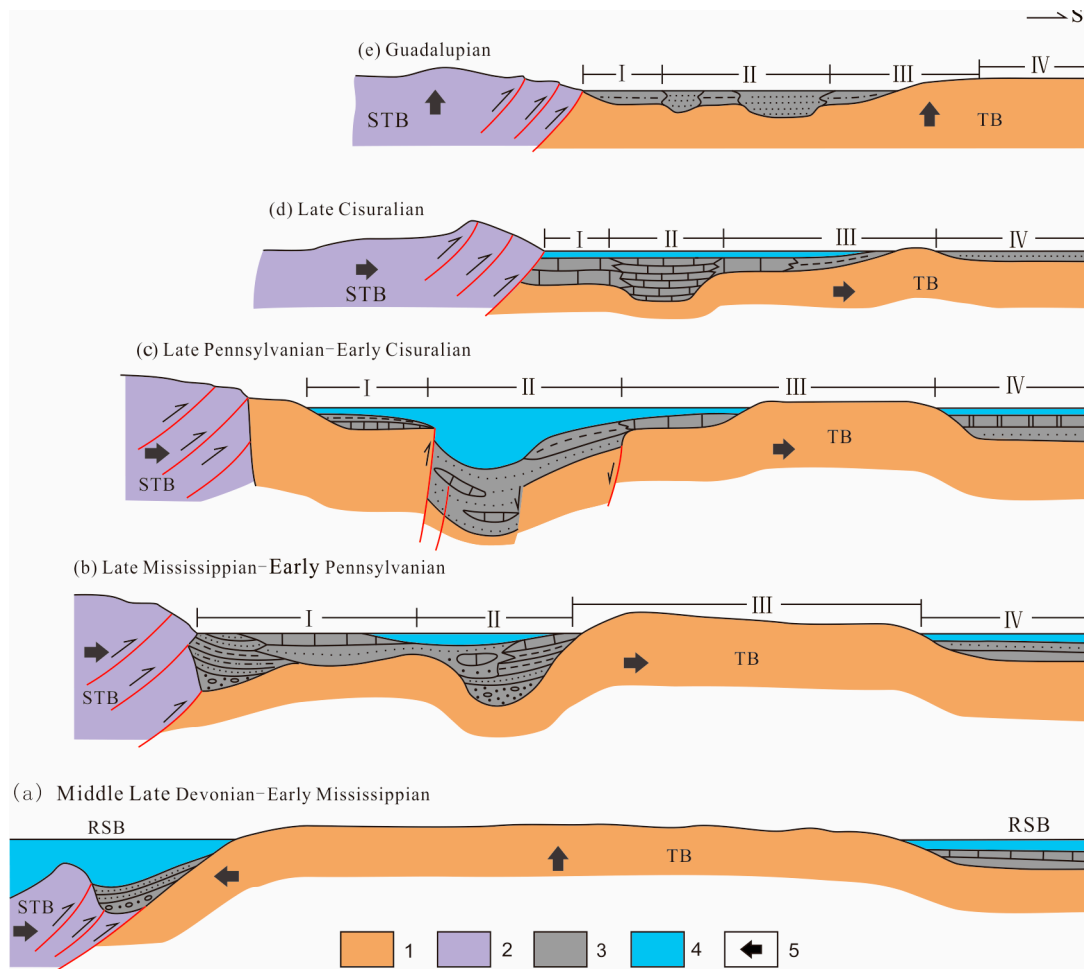 S
(e) Guadalupian
I II III IV
STB TB
(d) Late Cisuralian
I II III IV
STB TB
(c) Late Pennsylvanian-Early Cisuralian
I II III IV
STB TB
(b) Late Mississippian-Early Pennsylvanian
I II III IV
STB TB
(a) Middle Late Devonian-Early Mississippian
RSB RSB
STB TB
1 2 3 4 5